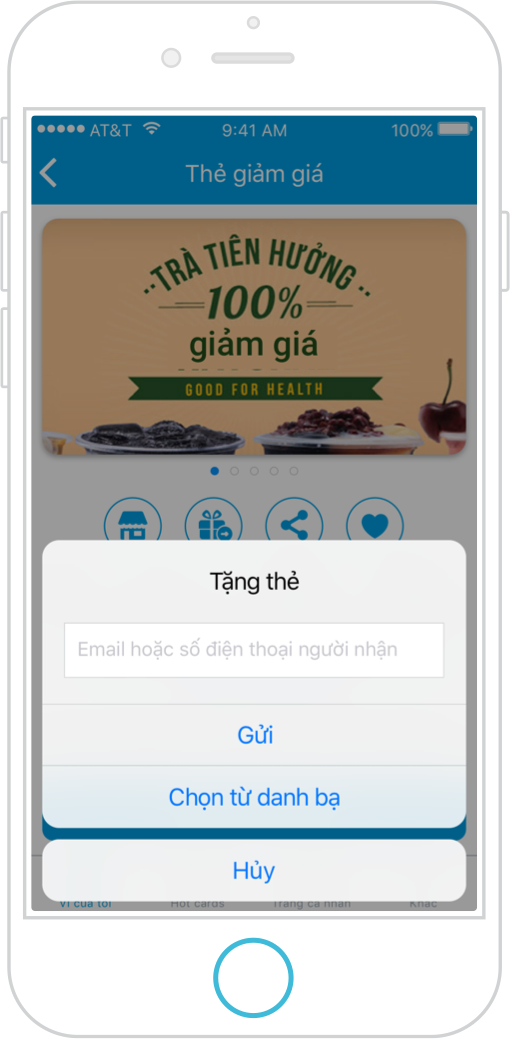 AT&T
9:41 AM
100%
Thẻ giảm giá
··TRÀ TIÊN HƯỞNG··
100%
giảm giá
GOOD FOR HEALTH
Tặng thẻ
Email hoặc số điện thoại người nhận
Gửi
Chọn từ danh bạ
Hủy
Ví của tôi
Hot cards
Trang cá nhân
Khác